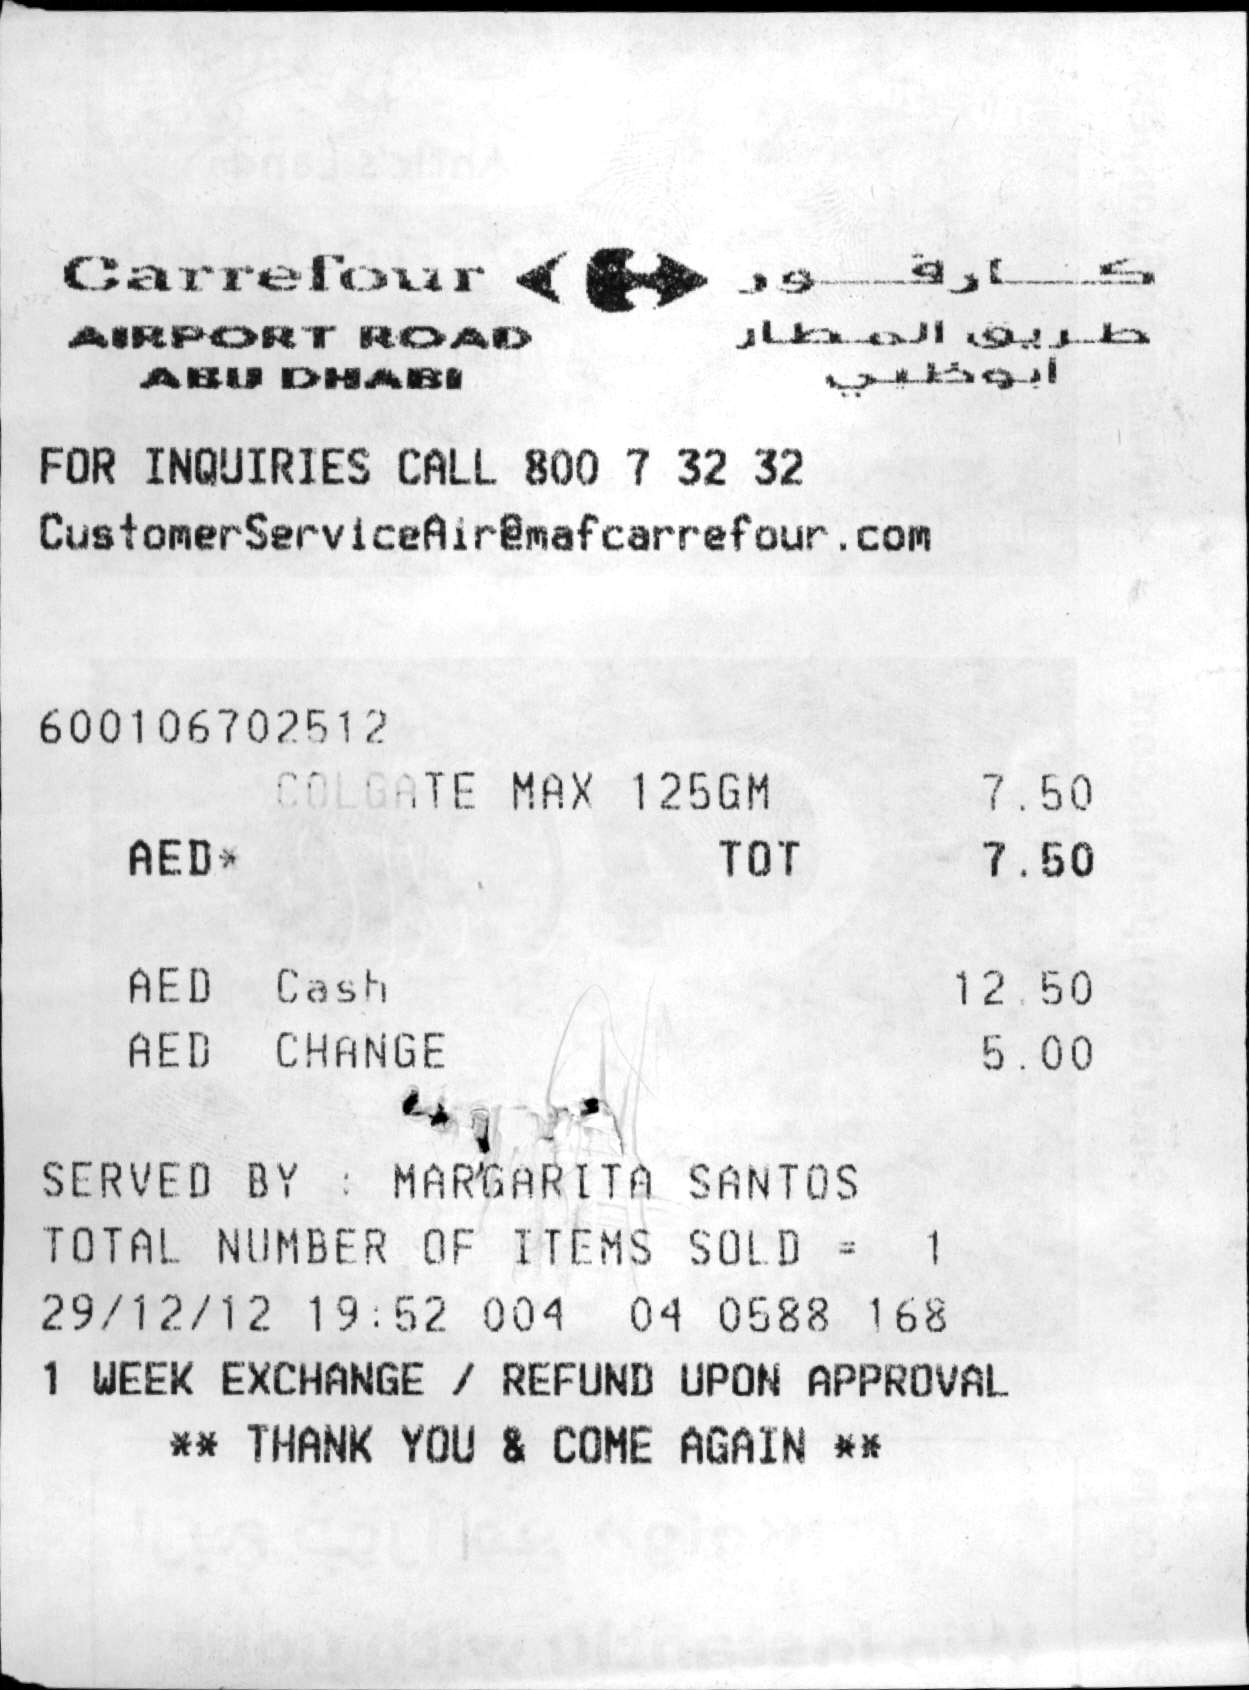 Carrefour كارفور
AIRPORT ROAD طريق المطار
ABU DHABI أبوظبي
FOR INQUIRIES CALL 800 7 32 32
CustomerServiceAir@mafcarrefour.com
600106702512
COLGATE MAX 125GM 7.50
AED* TOT 7.50
AED Cash 12.50
AED CHANGE 5.00
SERVED BY : MARGARITA SANTOS
TOTAL NUMBER OF ITEMS SOLD = 1
29/12/12 19:52 004 04 0588 168
1 WEEK EXCHANGE / REFUND UPON APPROVAL
** THANK YOU & COME AGAIN **